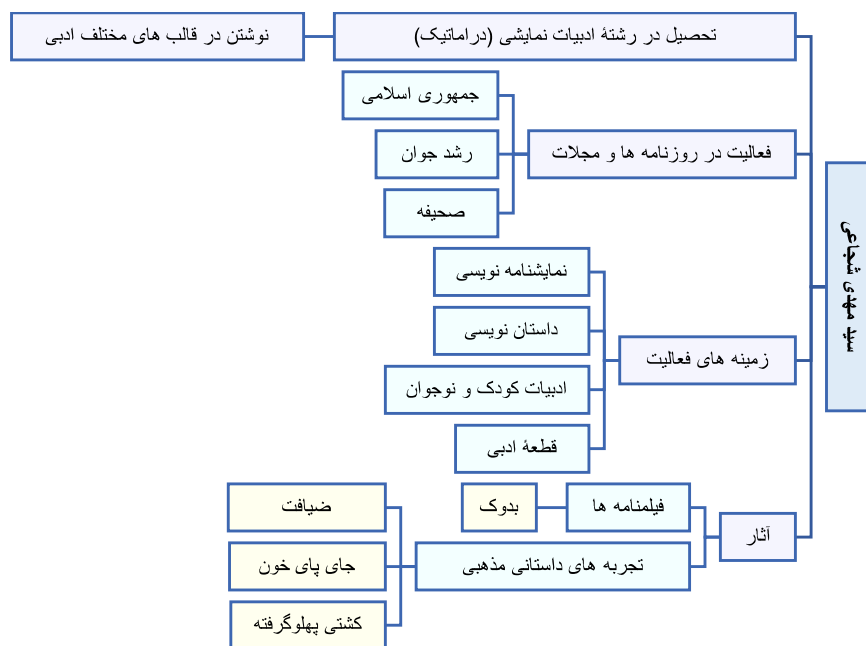 سید مهدی شجاعی
تحصیل در رشتۀ ادبیات نمایشی (دراماتیک)
نوشتن در قالب های مختلف ادبی
فعالیت در روزنامه ها و مجلات
جمهوری اسلامی
رشد جوان
صحیفه
زمینه های فعالیت
نمایشنامه نویسی
داستان نویسی
ادبیات کودک و نوجوان
قطعۀ ادبی
آثار
فیلمنامه ها
بدوک
تجربه های داستانی مذهبی
ضیافت
جای پای خون
کشتی پهلوگرفته